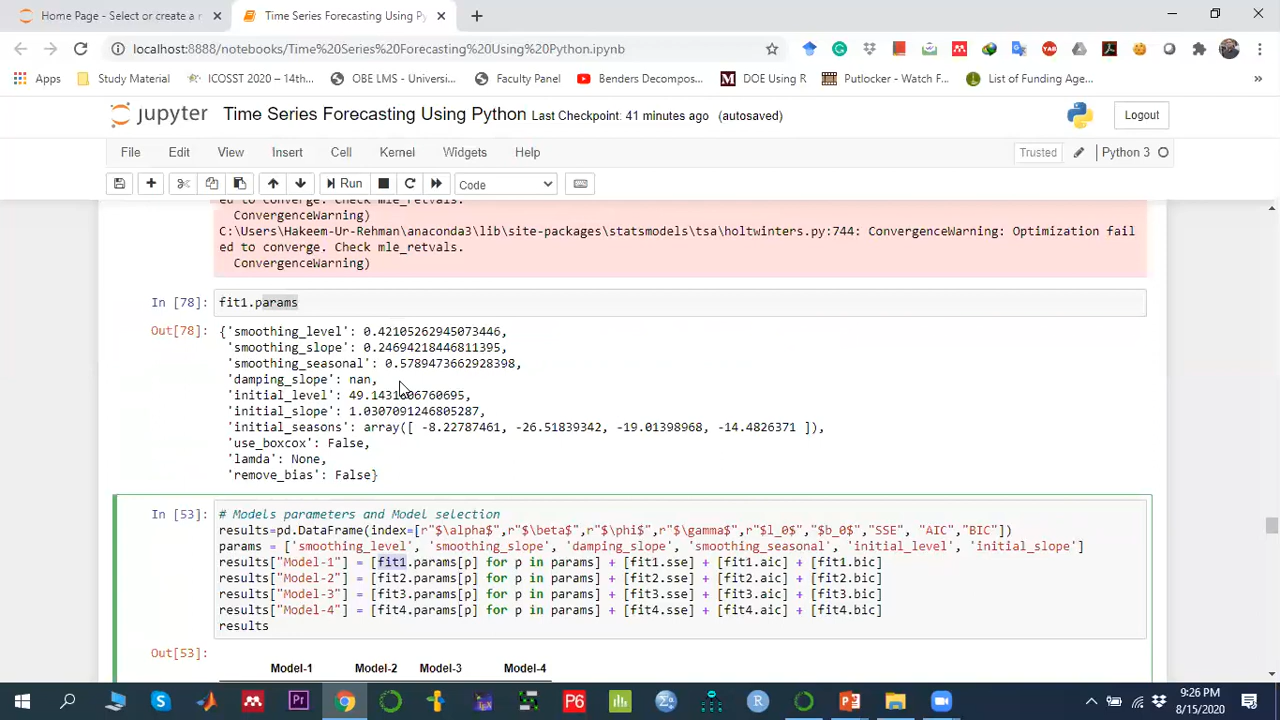 Home Page - Select or create a n
Time Series Forecasting Using Py
localhost:8888/notebooks/Time%20Series%20Forecasting%20Using%20Python.ipynb
Apps
Study Material
ICOSST 2020 – 14th...
OBE LMS - Universi...
Faculty Panel
Benders Decompos...
DOE Using R
Putlocker - Watch F...
List of Funding Age...
»
jupyter
Time Series Forecasting Using Python
Last Checkpoint: 41 minutes ago (autosaved)
Logout
File
Edit
View
Insert
Cell
Kernel
Widgets
Help
Trusted
Python 3
Run
Code
ed to converge. Check mle_retvals.
ConvergenceWarning)
C:\Users\Hakeem-Ur-Rehman\anaconda3\lib\site-packages\statsmodels\tsa\holtwinters.py:744: ConvergenceWarning: Optimization fail
ed to converge. Check mle_retvals.
ConvergenceWarning)
In [78]: fit1.params
Out[78]: {'smoothing_level': 0.42105262945073446,
'smoothing_slope': 0.24694218446811395,
'smoothing_seasonal': 0.5789473662928398,
'damping_slope': nan,
'initial_level':
'initial_slope': 1.0307091246805287,
'initial_seasons': array([ -8.22787461, -26.51839342, -19.01398968, -14.4826371 ]),
'use_boxcox': False,
'lamda': None,
'remove_bias': False}
In [53]: # Models parameters and Model selection
results=pd.DataFrame(index=[r"$\alpha$",r"$\beta$",r"$\phi$",r"$\gamma$",r"$l_0$","$b_0$","SSE", "AIC","BIC"])
params = ['smoothing_level', 'smoothing_slope', 'damping_slope', 'smoothing_seasonal', 'initial_level', 'initial_slope']
results["Model-1"] = [fit1.params[p] for p in params] + [fit1.sse] + [fit1.aic] + [fit1.bic]
results["Model-2"] = [fit2.params[p] for p in params] + [fit2.sse] + [fit2.aic] + [fit2.bic]
results["Model-3"] = [fit3.params[p] for p in params] + [fit3.sse] + [fit3.aic] + [fit3.bic]
results["Model-4"] = [fit4.params[p] for p in params] + [fit4.sse] + [fit4.aic] + [fit4.bic]
results
Out[53]:
Model-1 Model-2 Model-3 Model-4
9:26 PM
8/15/2020